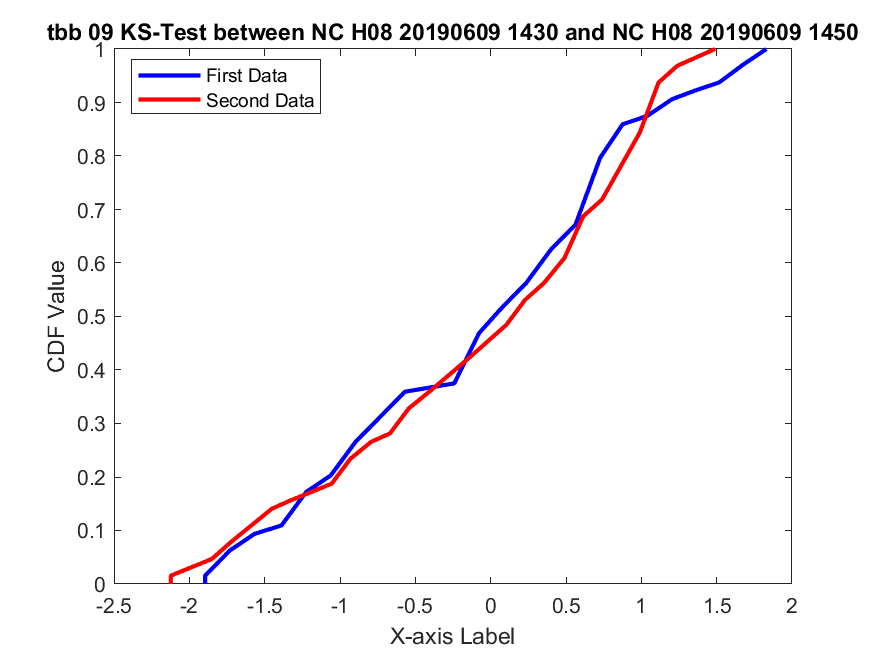 tbb 09 KS-Test between NC H08 20190609 1430 and NC H08 20190609 1450
First Data
Second Data
1
0.9
0.8
0.7
0.6
0.5
0.4
0.3
0.2
0.1
0
CDF Value
-2.5 -2 -1.5 -1 -0.5 0 0.5 1 1.5 2
X-axis Label